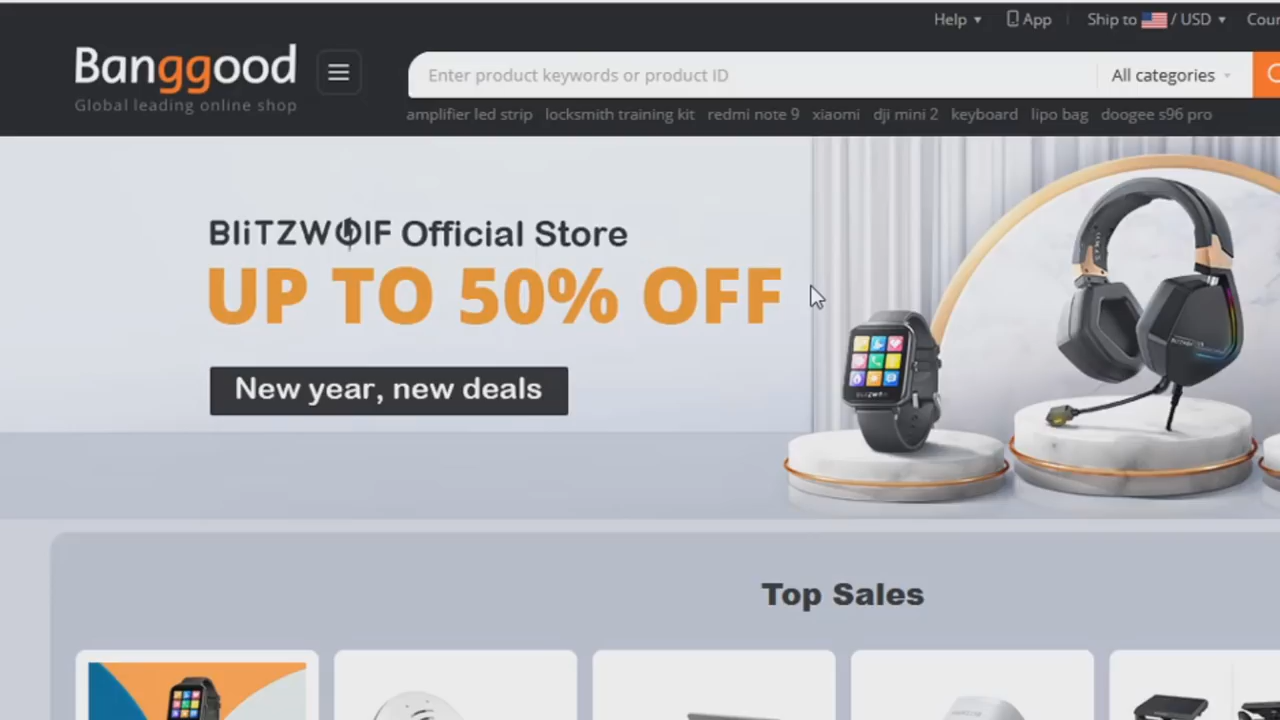 Help
App
Ship to / USD
Banggood
Global leading online shop
Enter product keywords or product ID
All categories
amplifier led strip locksmith training kit redmi note 9 xiaomi dji mini 2 keyboard lipo bag doogee s96 pro
BliTZWOlF Official Store
UP TO 50% OFF
New year, new deals
Top Sales